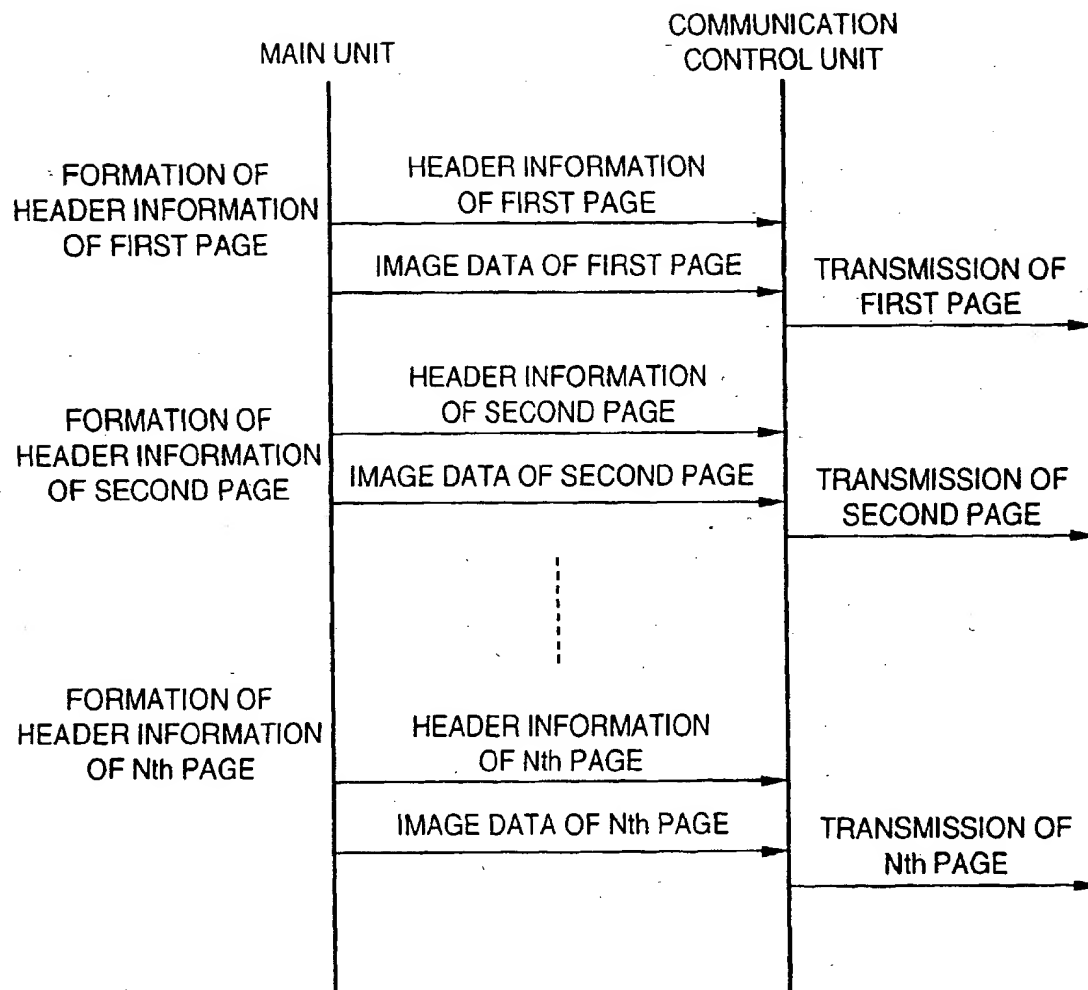 MAIN UNIT
COMMUNICATION
CONTROL UNIT
FORMATION OF
HEADER INFORMATION
OF FIRST PAGE
HEADER INFORMATION
OF FIRST PAGE
IMAGE DATA OF FIRST PAGE
TRANSMISSION OF
FIRST PAGE
FORMATION OF
HEADER INFORMATION
OF SECOND PAGE
HEADER INFORMATION
OF SECOND PAGE
IMAGE DATA OF SECOND PAGE
TRANSMISSION OF
SECOND PAGE
FORMATION OF
HEADER INFORMATION
OF Nth PAGE
HEADER INFORMATION
OF Nth PAGE
IMAGE DATA OF Nth PAGE
TRANSMISSION OF
Nth PAGE